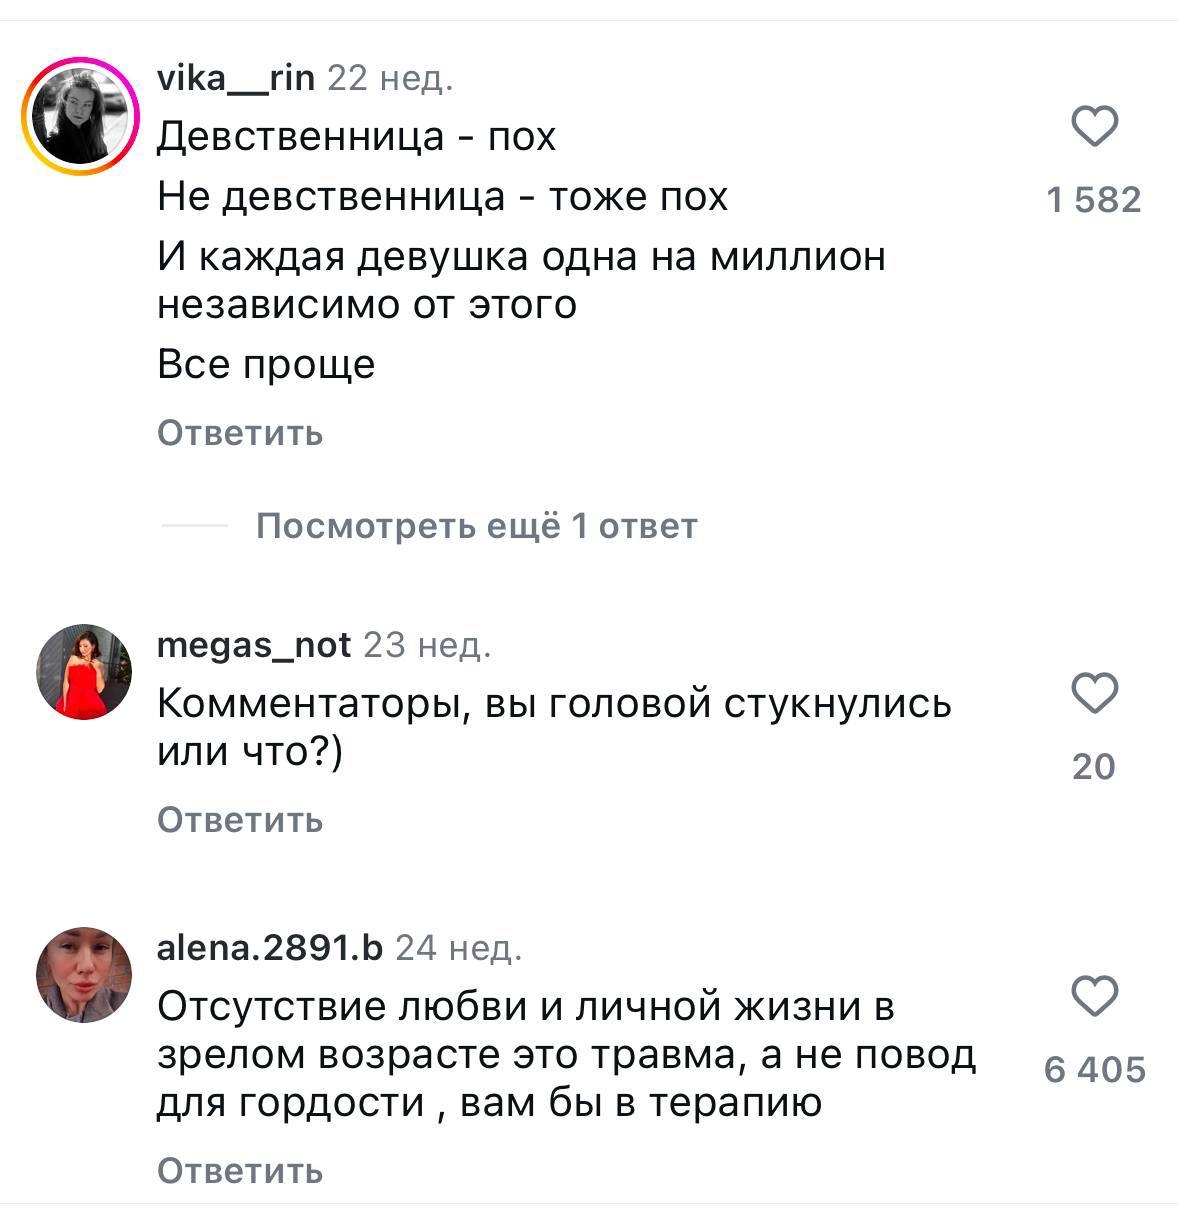 vika__rin 22 нед.
Девственница - пох
Не девственница - тоже пох
И каждая девушка одна на миллион
независимо от этого
Все проще
1 582
Ответить
Посмотреть ещё 1 ответ
megas_not 23 нед.
Комментаторы, вы головой стукнулись
или что?)
20
Ответить
alena.2891.b 24 нед.
Отсутствие любви и личной жизни в
зрелом возрасте это травма, а не повод
для гордости , вам бы в терапию
6 405
Ответить